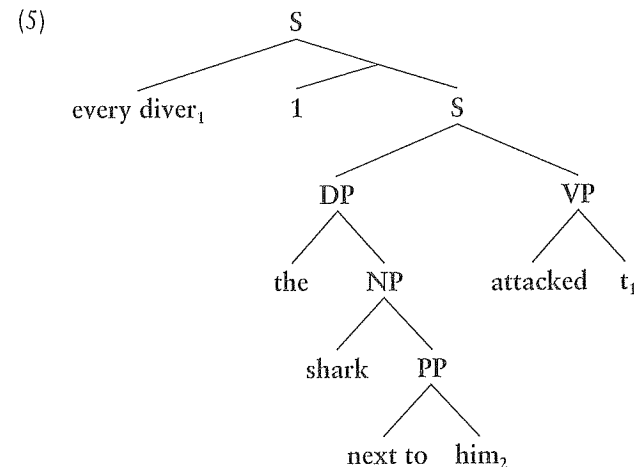 (5)
S
every diver₁ 1 S
DP VP
the NP attacked t₁
shark PP
next to him₂